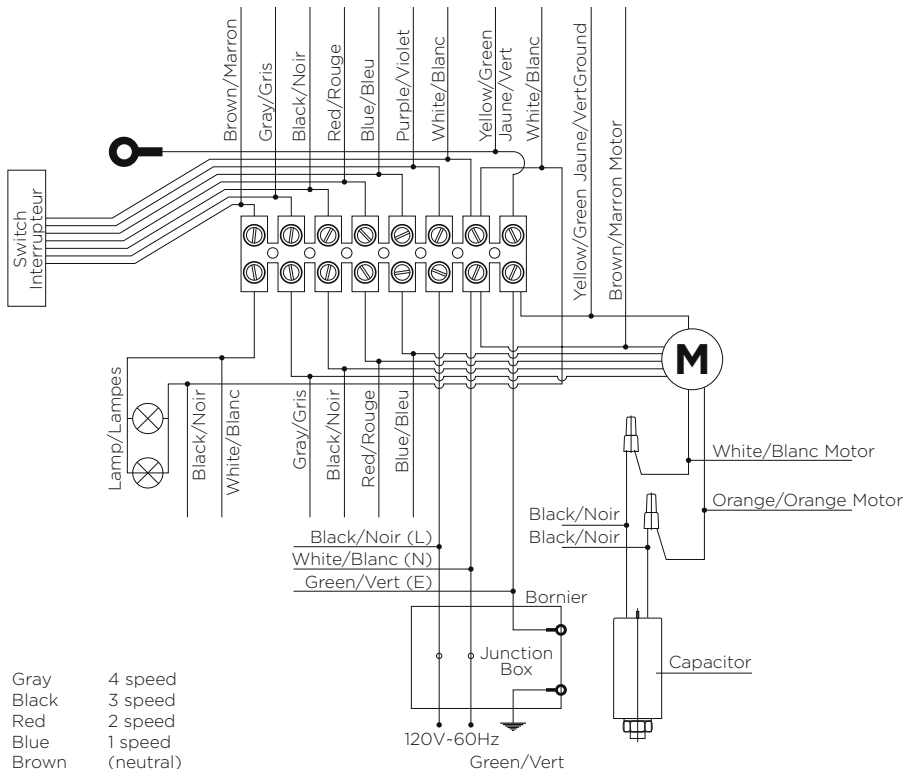 Brown/Marron
Gray/Gris
Black/Noir
Red/Rouge
Blue/Bleu
Purple/Violet
White/Blanc
Yellow/Green
Jaune/Vert
White/Blanc
Yellow/Green Jaune/VertGround
Brown/Marron Motor
Switch
Interrupteur
M
Lamp/Lampes
Black/Noir
White/Blanc
Gray/Gris
Black/Noir
Red/Rouge
Blue/Bleu
White/Blanc Motor
Orange/Orange Motor
Black/Noir
Black/Noir
Black/Noir (L)
White/Blanc (N)
Green/Vert (E)
Bornier
Junction
Box
Capacitor
120V~60Hz
Green/Vert
Gray 4 speed
Black 3 speed
Red 2 speed
Blue 1 speed
Brown (neutral)